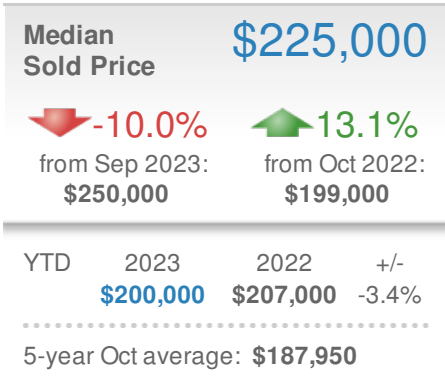 Median $225,000
Sold Price
-10.0% 13.1%
from Sep 2023: from Oct 2022:
$250,000 $199,000
YTD 2023 2022 +/-
$200,000 $207,000 -3.4%
5-year Oct average: $187,950